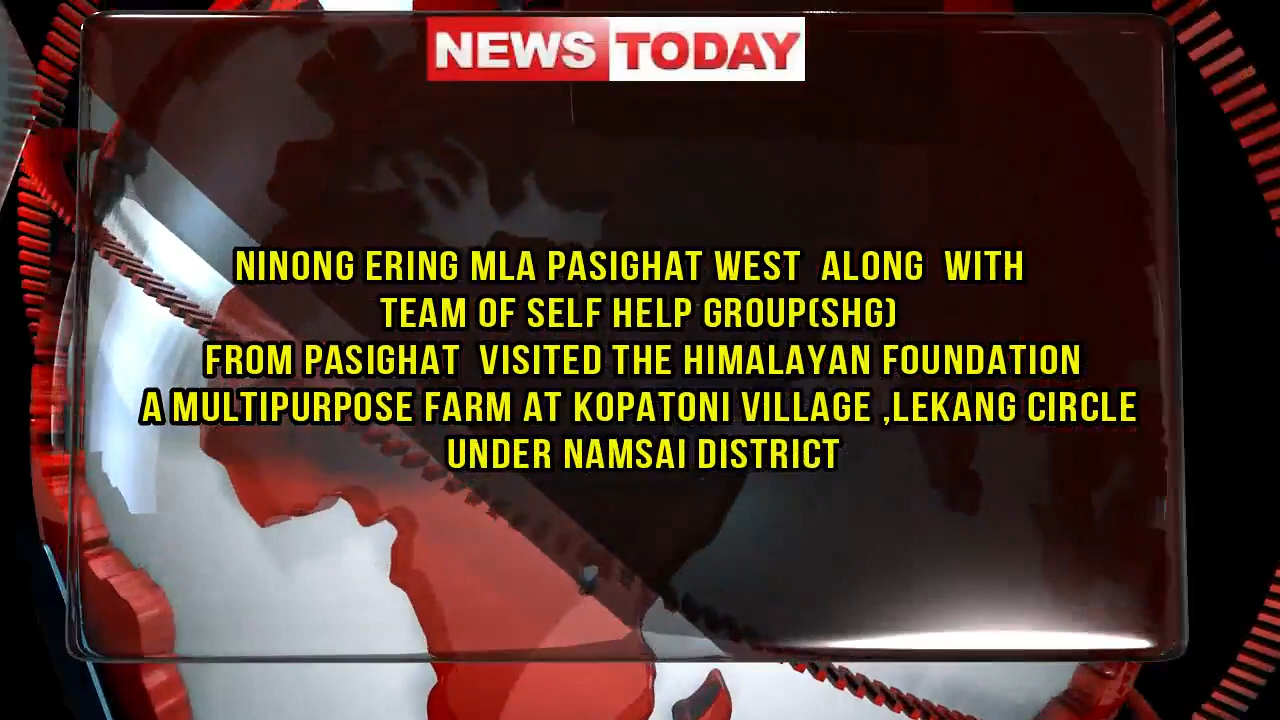 NEWS TODAY
NINONG ERING MLA PASIGHAT WEST ALONG WITH
TEAM OF SELF HELP GROUP(SHG)
FROM PASIGHAT VISITED THE HIMALAYAN FOUNDATION
A MULTIPURPOSE FARM AT KOPATONI VILLAGE ,LEKANG CIRCLE
UNDER NAMSAI DISTRICT